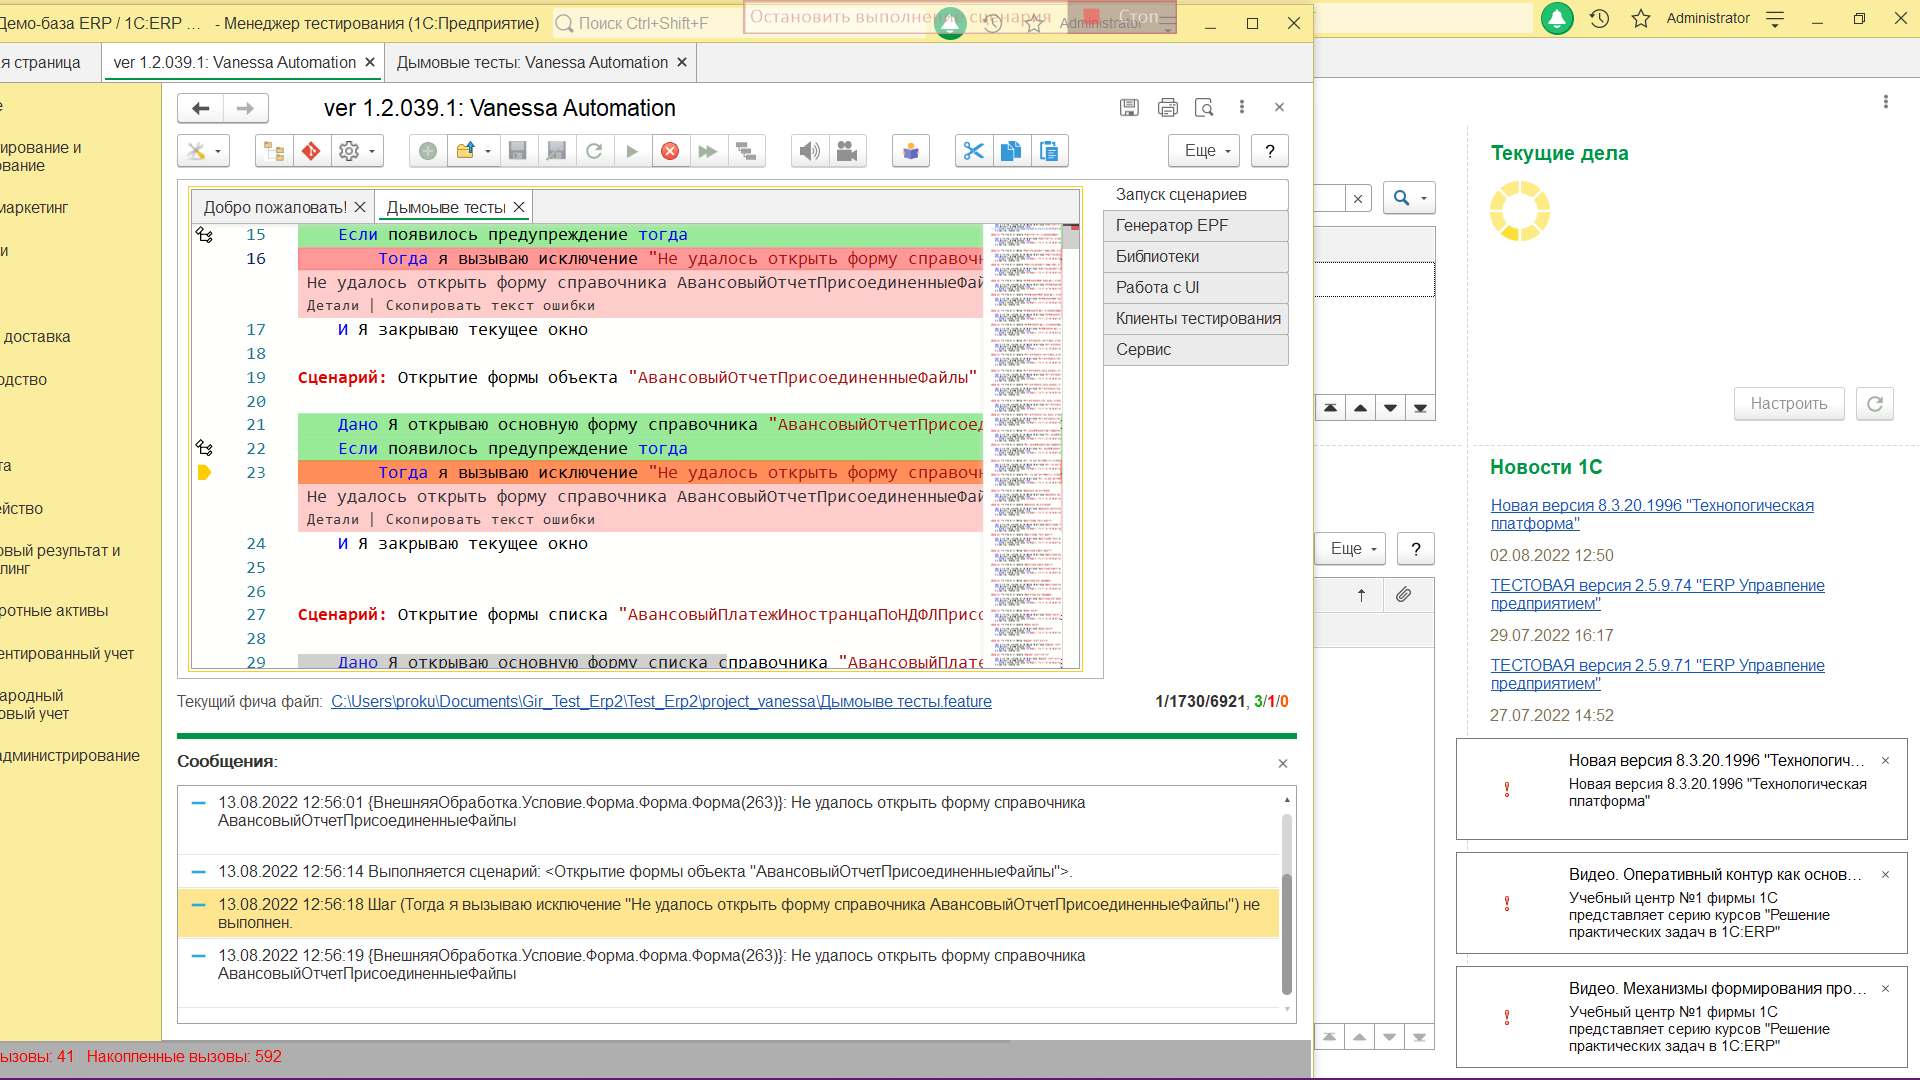 Демо-база ERP / 1C:ERP ... - Менеджер тестирования (1С:Предприятие)
Поиск Ctrl+Shift+F
Остановить выполнение сценария
Стоп
Administrator
Administrator
я страница
ver 1.2.039.1: Vanessa Automation
Дымовые тесты: Vanessa Automation
ver 1.2.039.1: Vanessa Automation
Еще
?
е
ирование и
ование
маркетинг
и
доставка
одство
та
ейство
овый результат и
линг
ротные активы
ентированный учет
ародный
овый учет
администрирование
Добро пожаловать!
Дымоыве тесты
15 Если появилось предупреждение тогда
16 Тогда я вызываю исключение "Не удалось открыть форму справочн
Не удалось открыть форму справочника АвансовыйОтчетПрисоединенныеФай
Детали | Скопировать текст ошибки
17 И Я закрываю текущее окно
18
19 Сценарий: Открытие формы объекта "АвансовыйОтчетПрисоединенныеФайлы"
20
21 Дано Я открываю основную форму справочника "АвансовыйОтчетПрисоед
22 Если появилось предупреждение тогда
23 Тогда я вызываю исключение "Не удалось открыть форму справочн
Не удалось открыть форму справочника АвансовыйОтчетПрисоединенныеФай
Детали | Скопировать текст ошибки
24 И Я закрываю текущее окно
25
26
27 Сценарий: Открытие формы списка "АвансовыйПлатежИностранцаПоНДФЛПрисо
28
29 Дано Я открываю основную форму списка справочника "АвансовыйПлате
Запуск сценариев
Генератор EPF
Библиотеки
Работа с UI
Клиенты тестирования
Сервис
Текущий фича файл: C:\Users\proku\Documents\Gir_Test_Erp2\Test_Erp2\project_vanessa\Дымоыве тесты.feature
1/1730/6921, 3/1/0
Сообщения:
13.08.2022 12:56:01 {ВнешняяОбработка.Условие.Форма.Форма.Форма(263)}: Не удалось открыть форму справочника
АвансовыйОтчетПрисоединенныеФайлы
13.08.2022 12:56:14 Выполняется сценарий: <Открытие формы объекта "АвансовыйОтчетПрисоединенныеФайлы">.
13.08.2022 12:56:18 Шаг (Тогда я вызываю исключение "Не удалось открыть форму справочника АвансовыйОтчетПрисоединенныеФайлы") не
выполнен.
13.08.2022 12:56:19 {ВнешняяОбработка.Условие.Форма.Форма.Форма(263)}: Не удалось открыть форму справочника
АвансовыйОтчетПрисоединенныеФайлы
ызовы: 41 Накопленные вызовы: 592
Текущие дела
Настроить
Новости 1С
Новая версия 8.3.20.1996 "Технологическая
платформа"
02.08.2022 12:50
ТЕСТОВАЯ версия 2.5.9.74 "ERP Управление
предприятием"
29.07.2022 16:17
ТЕСТОВАЯ версия 2.5.9.71 "ERP Управление
предприятием"
27.07.2022 14:52
Еще
?
Новая версия 8.3.20.1996 "Технологич...
Новая версия 8.3.20.1996 "Технологическая
платформа"
Видео. Оперативный контур как основ...
Учебный центр №1 фирмы 1С
представляет серию курсов "Решение
практических задач в 1С:ERP"
Видео. Механизмы формирования про...
Учебный центр №1 фирмы 1С
представляет серию курсов "Решение
практических задач в 1С:ERP"